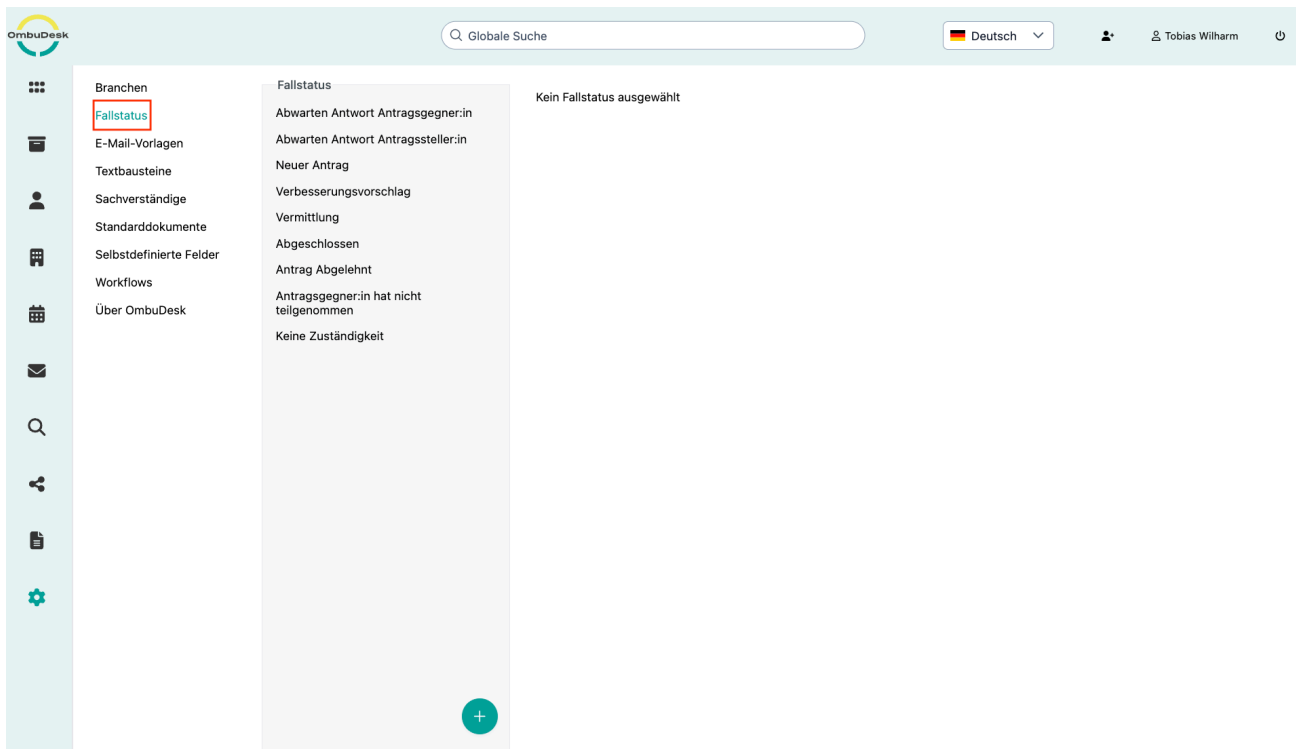 OmbuDesk
Globale Suche
Deutsch
Tobias Wilharm
Branchen
Fallstatus
E-Mail-Vorlagen
Textbausteine
Sachverständige
Standarddokumente
Selbstdefinierte Felder
Workflows
Über OmbuDesk
Fallstatus
Abwarten Antwort Antragsgegner:in
Abwarten Antwort Antragssteller:in
Neuer Antrag
Verbesserungsvorschlag
Vermittlung
Abgeschlossen
Antrag Abgelehnt
Antragsgegner:in hat nicht
teilgenommen
Keine Zuständigkeit
Kein Fallstatus ausgewählt